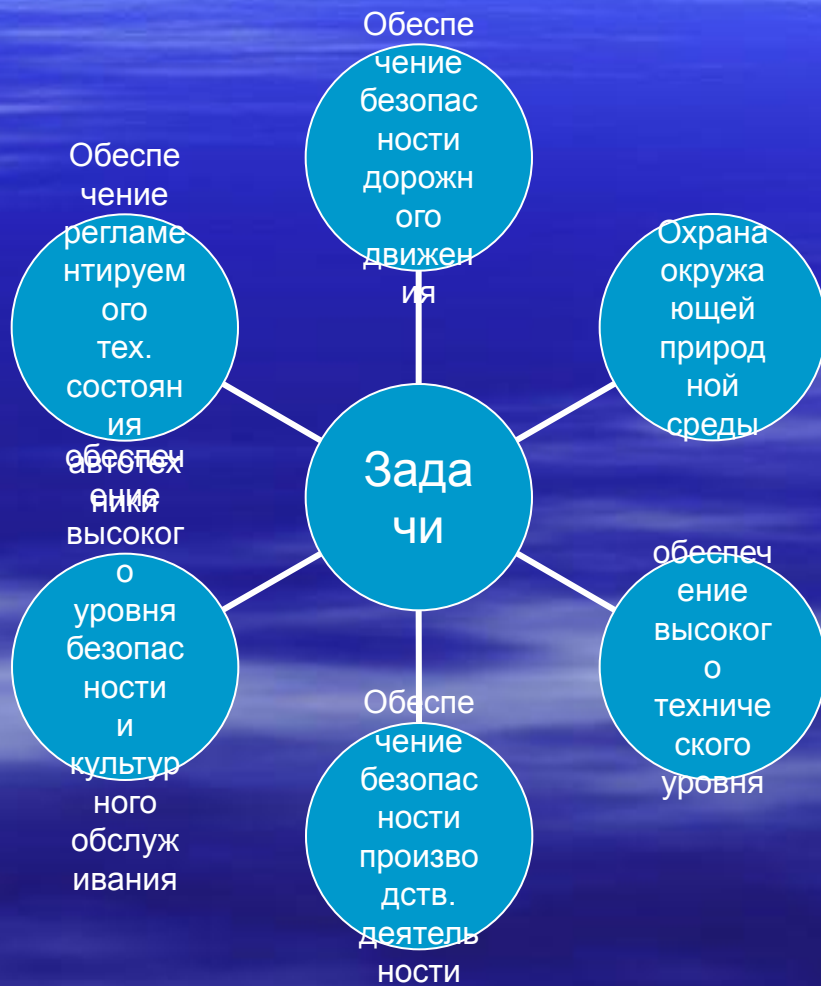 Обеспе
чение
безопас
ности
дорожн
ого
движен
ия
Охрана
окружа
ющей
природ
ной
среды
обеспеч
ение
высоког
о
техниче
ского
уровня
Обеспе
чение
безопас
ности
произво
дств.
деятель
ности
обеспеч
ение
высоког
о
уровня
безопас
ности
и
культур
ного
обслуж
ивания
Обеспе
чение
регламе
нтируем
ого
тех.
состоян
ия
автотех
ники
Зада
чи